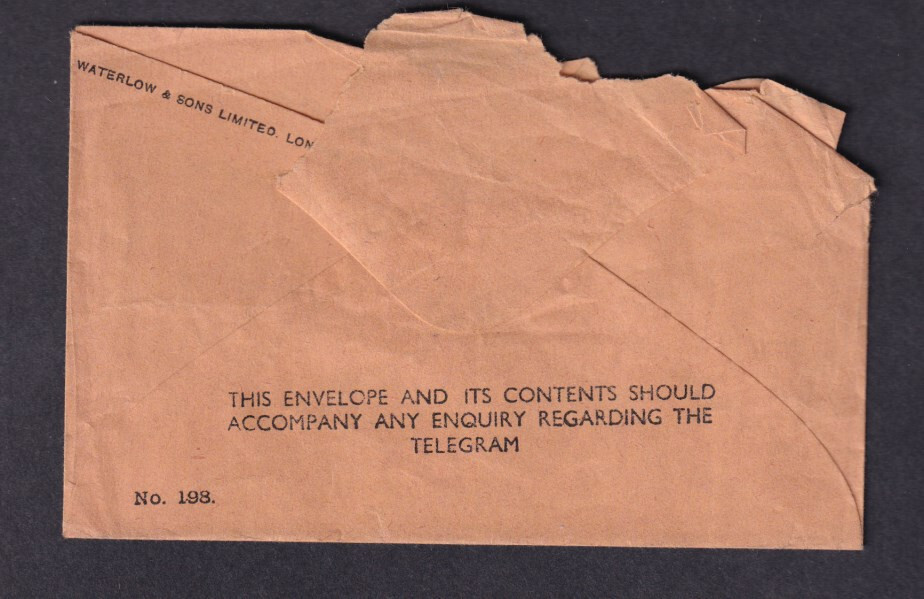 WATERLOW & SONS LIMITED. LON
THIS ENVELOPE AND ITS CONTENTS SHOULD
ACCOMPANY ANY ENQUIRY REGARDING THE
TELEGRAM
No. 198.